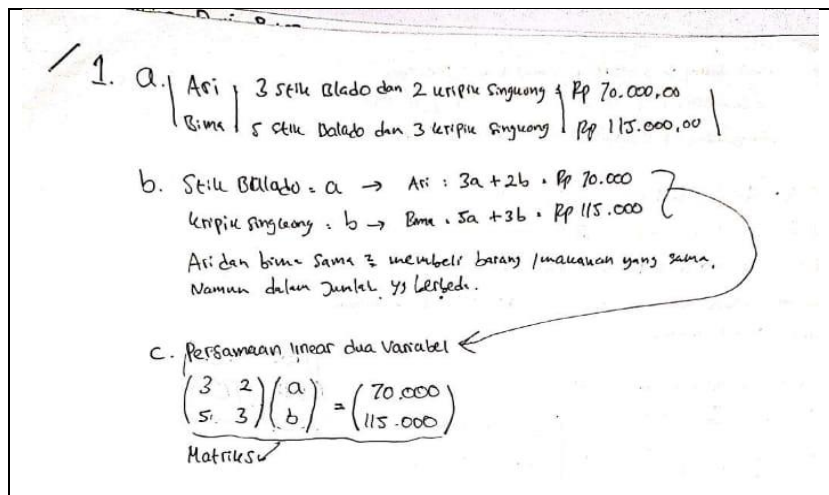 1. a. Ari 3 stik Blado dan 2 kripik singkong Rp 70.000,00
Bima 5 stik Balado dan 3 kripik singkong Rp 115.000,00
b. Stik Balado = a → Ari : 3a + 2b = Rp 70.000
kripik singkong : b → Bima = 5a + 3b = Rp 115.000
Ari dan bima sama 2 membeli barang / makanan yang sama,
Namun dalam Jumlah yg berbeda.
c. Persamaan linear dua variabel
(3 2) (a) = (70.000)
(5 3) (b) (115.000)
Matriks